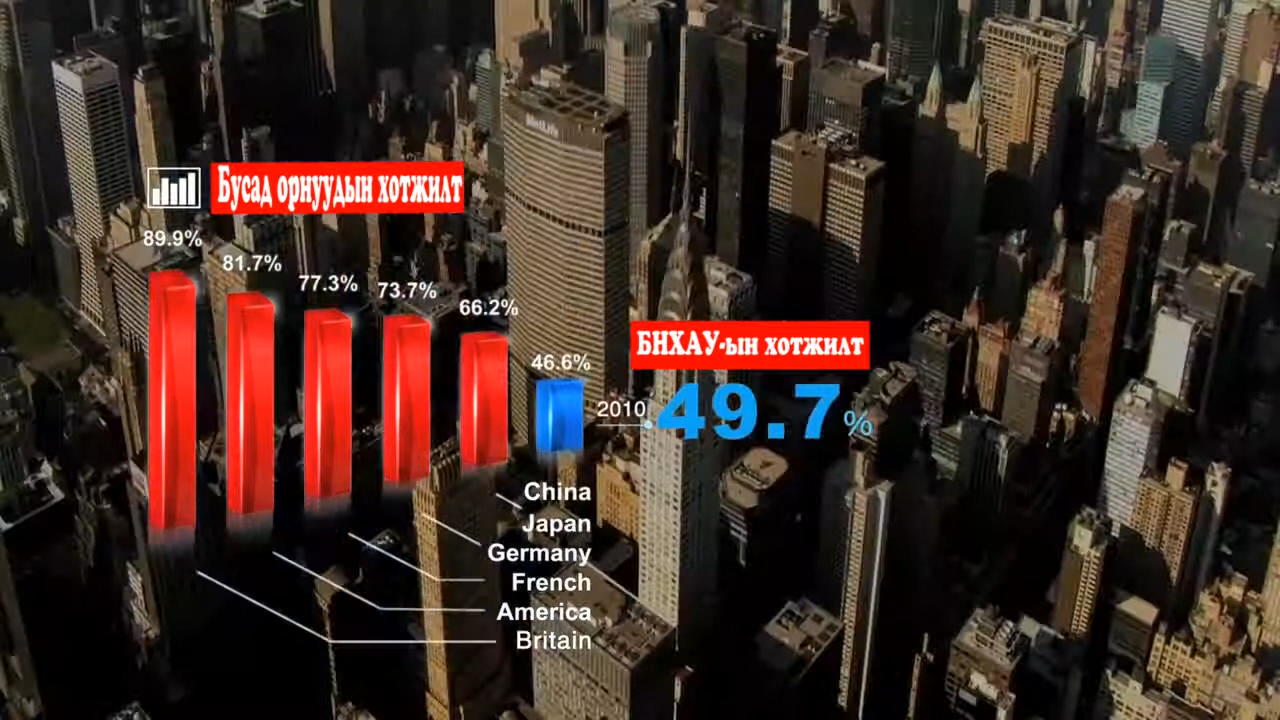 MetLife
Бусад орнуудын хотжилт
89.9%
81.7%
77.3%
73.7%
66.2%
46.6%
БНХАУ-ын хотжилт
2010
49.7%
China
Japan
Germany
French
America
Britain